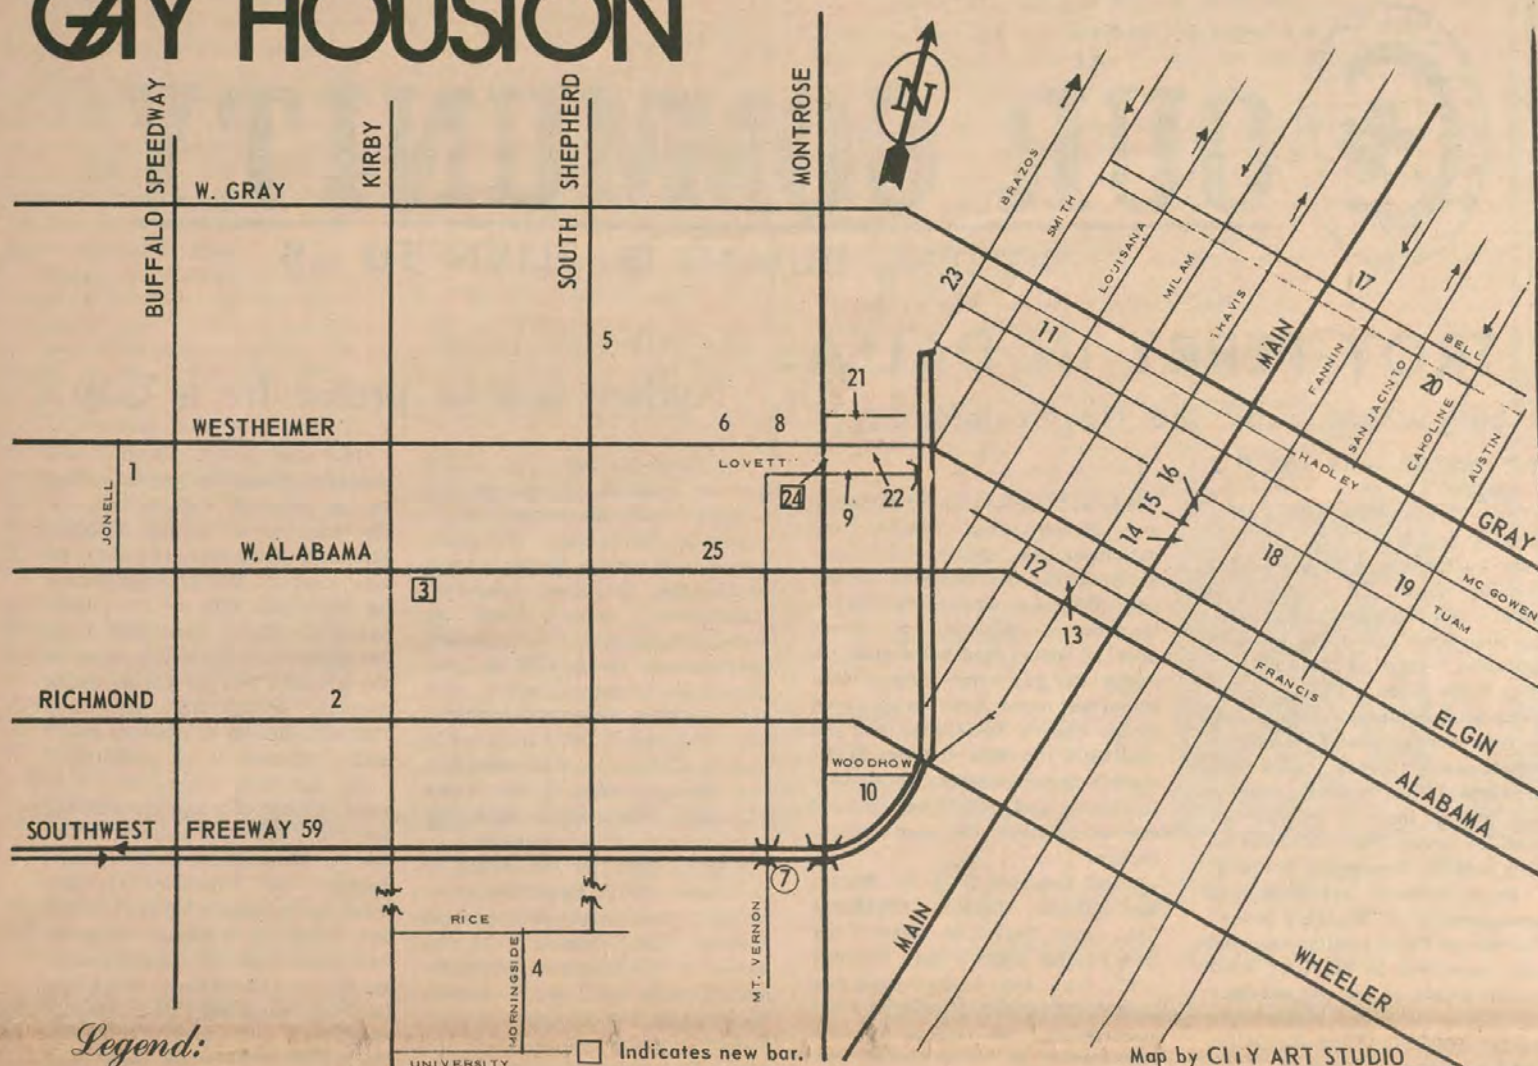 GAY HOUSTON
BUFFALO SPEEDWAY
KIRBY
SOUTH SHEPHERD
MONTROSE
N
W. GRAY
BRAZOS
SMITH
LOUISANA
MILAM
TRAVIS
MAIN
FANNIN
SAN JACINTO
CAROLINE
AUSTIN
BELL
17
20
23
11
5
21
WESTHEIMER
6
8
LOVETT
1
JONELL
24
9
22
HADLEY
16
15
14
GRAY
W. ALABAMA
25
3
12
13
18
19
MC GOWEN
TUAM
FRANCIS
RICHMOND
2
WOODROW
10
ELGIN
ALABAMA
SOUTHWEST FREEWAY 59
7
RICE
MORNINGSIDE
4
MT. VERNON
MAIN
WHEELER
Legend:
UNIVERSITY
Indicates new bar.
Map by CITY ART STUDIO